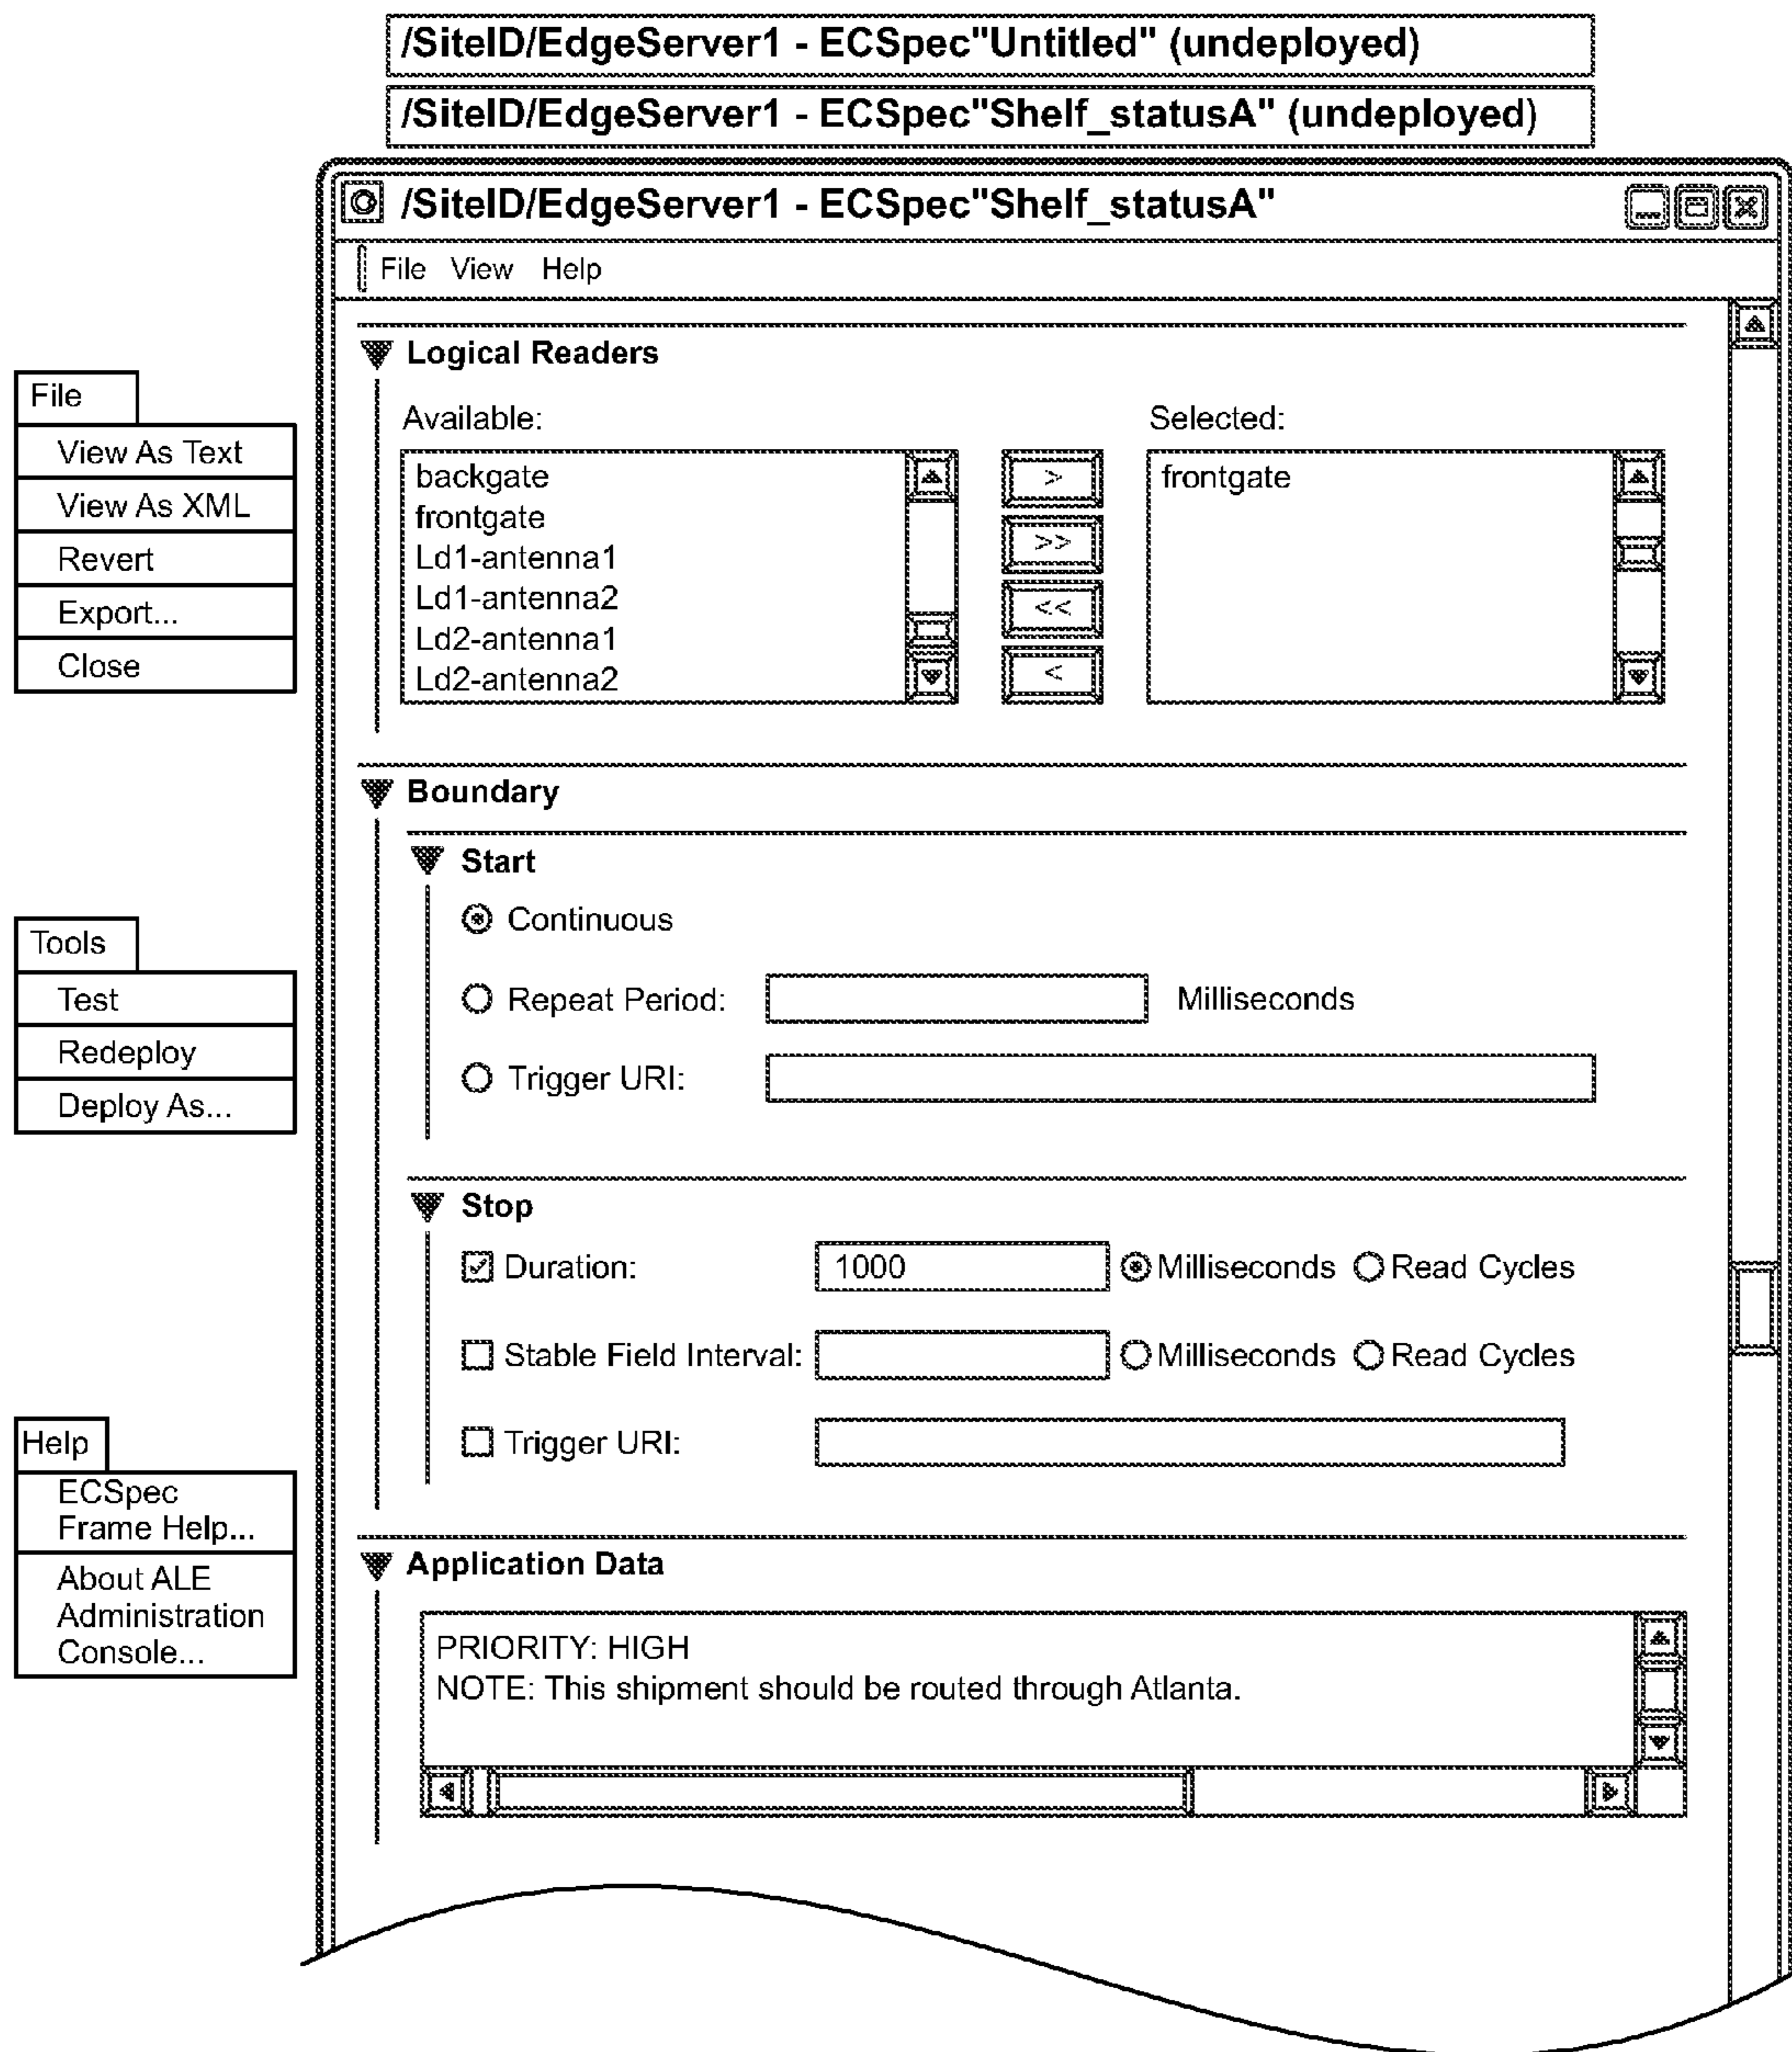 /SiteID/EdgeServer1 - ECSpec"Untitled" (undeployed)
/SiteID/EdgeServer1 - ECSpec"Shelf_statusA" (undeployed)
/SiteID/EdgeServer1 - ECSpec"Shelf_statusA"
File View Help
Logical Readers
Available:
Selected:
backgate
frontgate
Ld1-antenna1
Ld1-antenna2
Ld2-antenna1
Ld2-antenna2
>
>>
<<
<
frontgate
Boundary
Start
Continuous
Repeat Period: Milliseconds
Trigger URI:
Stop
Duration: 1000 Milliseconds Read Cycles
Stable Field Interval: Milliseconds Read Cycles
Trigger URI:
Application Data
PRIORITY: HIGH
NOTE: This shipment should be routed through Atlanta.
File
View As Text
View As XML
Revert
Export...
Close
Tools
Test
Redeploy
Deploy As...
Help
ECSpec
Frame Help...
About ALE
Administration
Console...